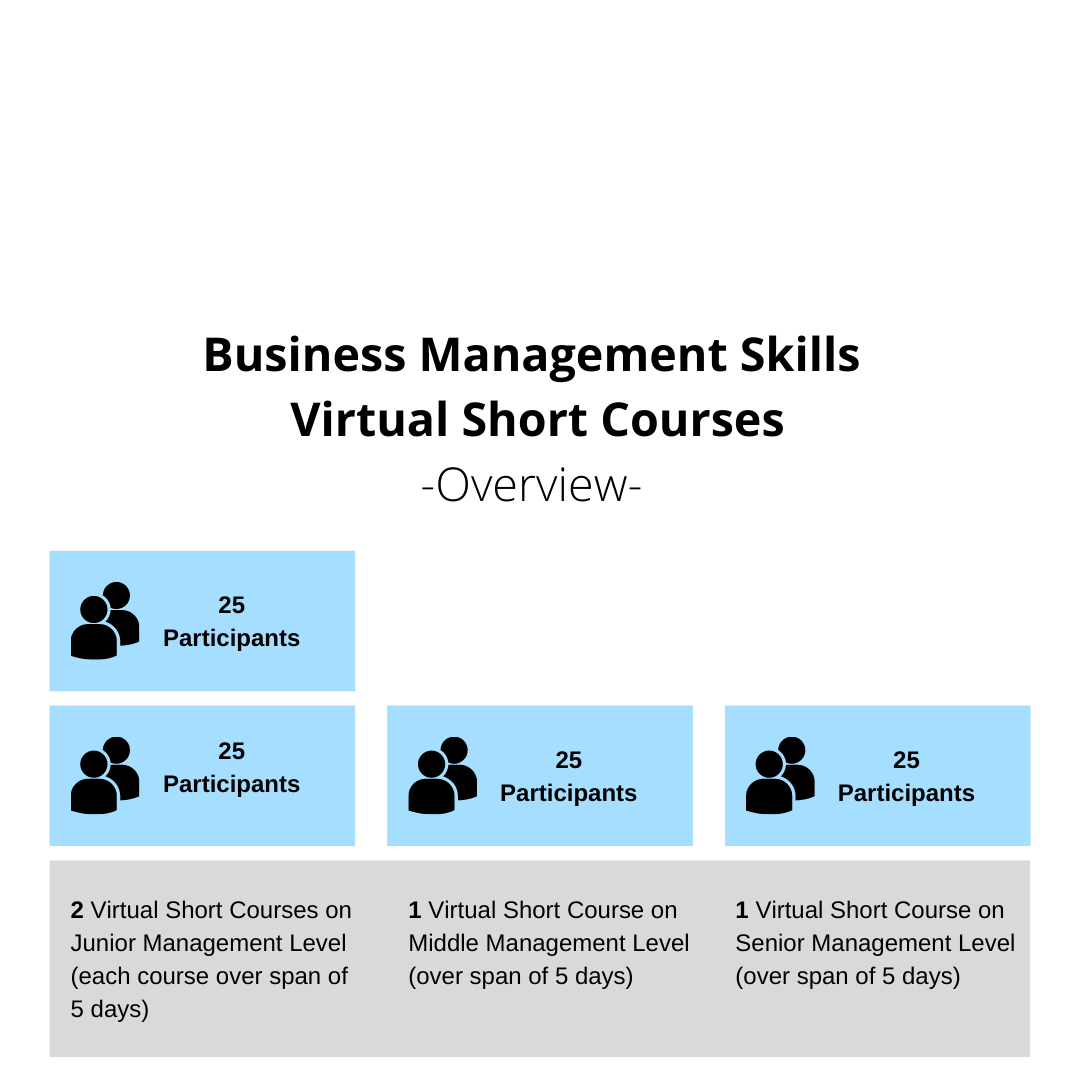 Business Management Skills
Virtual Short Courses
-Overview-
25
Participants
25
Participants
25
Participants
25
Participants
2 Virtual Short Courses on
Junior Management Level
(each course over span of
5 days)
1 Virtual Short Course on
Middle Management Level
(over span of 5 days)
1 Virtual Short Course on
Senior Management Level
(over span of 5 days)